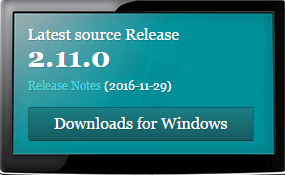 Latest source Release
2.11.0
Release Notes (2016-11-29)
Downloads for Windows